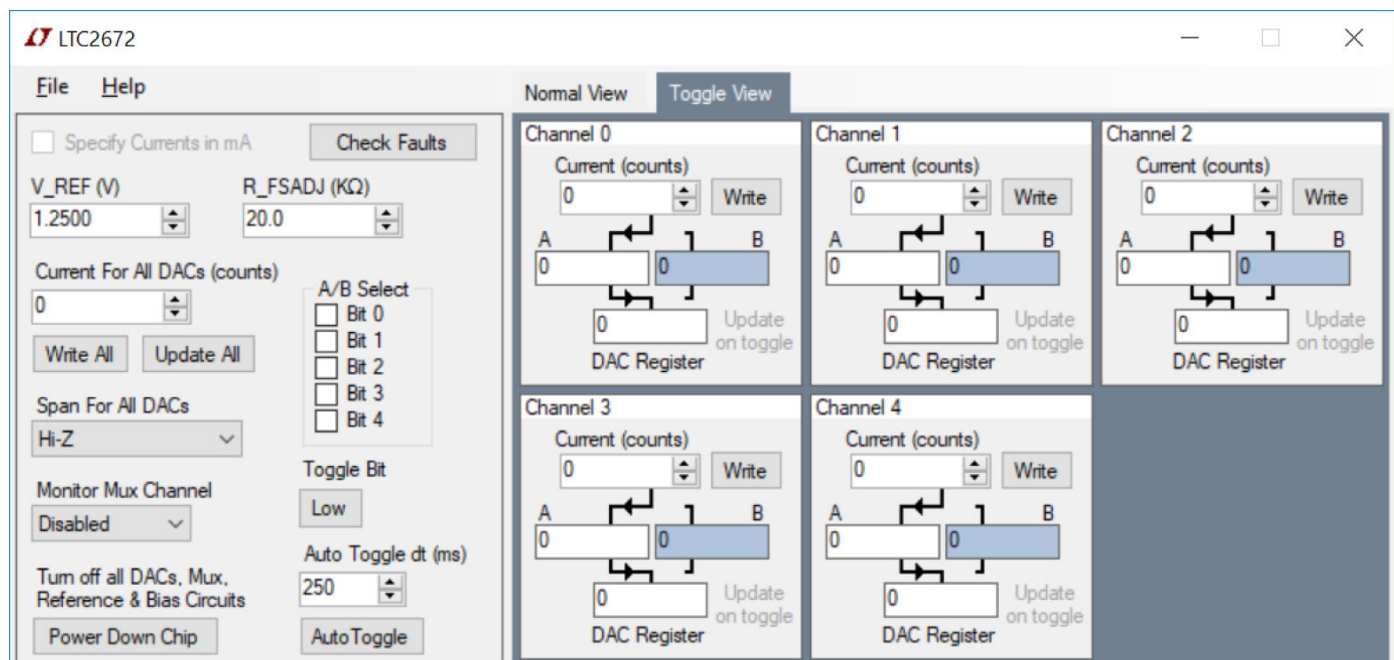 LTC2672
File Help
Normal View Toggle View
Specify Currents in mA Check Faults
V_REF (V) R_FSADJ (KΩ)
1.2500 20.0
Current For All DACs (counts)
0
Write All Update All
A/B Select
Bit 0
Bit 1
Bit 2
Bit 3
Bit 4
Span For All DACs
Hi-Z
Toggle Bit
Low
Monitor Mux Channel
Disabled
Auto Toggle dt (ms)
250
Turn off all DACs, Mux,
Reference & Bias Circuits
Power Down Chip AutoToggle
Channel 0
Current (counts)
0 Write
A B
0 0
0 Update
on toggle
DAC Register
Channel 1
Current (counts)
0 Write
A B
0 0
0 Update
on toggle
DAC Register
Channel 2
Current (counts)
0 Write
A B
0 0
0 Update
on toggle
DAC Register
Channel 3
Current (counts)
0 Write
A B
0 0
0 Update
on toggle
DAC Register
Channel 4
Current (counts)
0 Write
A B
0 0
0 Update
on toggle
DAC Register